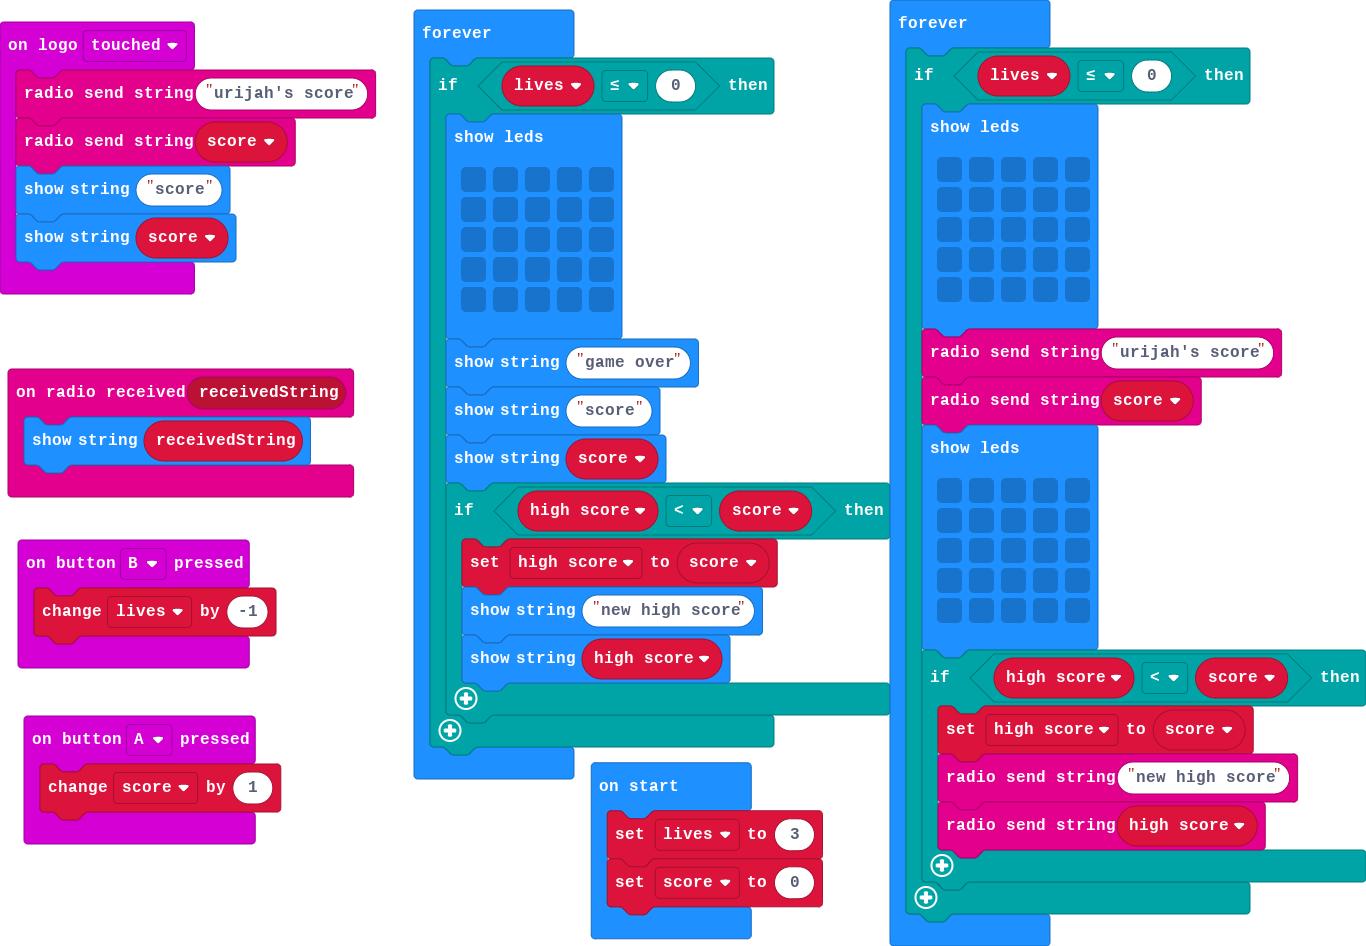 on logo touched
radio send string "urijah's score"
radio send string score
show string "score"
show string score
on radio received receivedString
show string receivedString
on button B pressed
change lives by -1
on button A pressed
change score by 1
forever
if lives ≤ 0 then
show leds
show string "game over"
show string "score"
show string score
if high score < score then
set high score to score
show string "new high score"
show string high score
on start
set lives to 3
set score to 0
forever
if lives ≤ 0 then
show leds
radio send string "urijah's score"
radio send string score
show leds
if high score < score then
set high score to score
radio send string "new high score"
radio send string high score